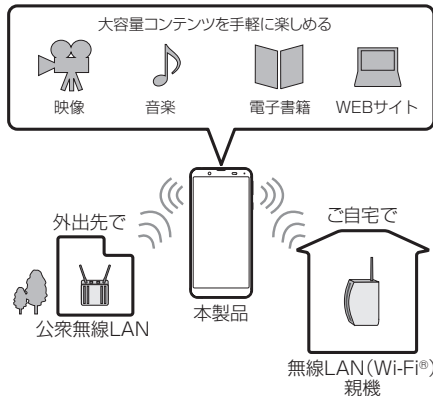 大容量コンテンツを手軽に楽しめる
映像
音楽
電子書籍
WEBサイト
外出先で
ご自宅で
公衆無線LAN
本製品
無線LAN(Wi-Fi®)
親機